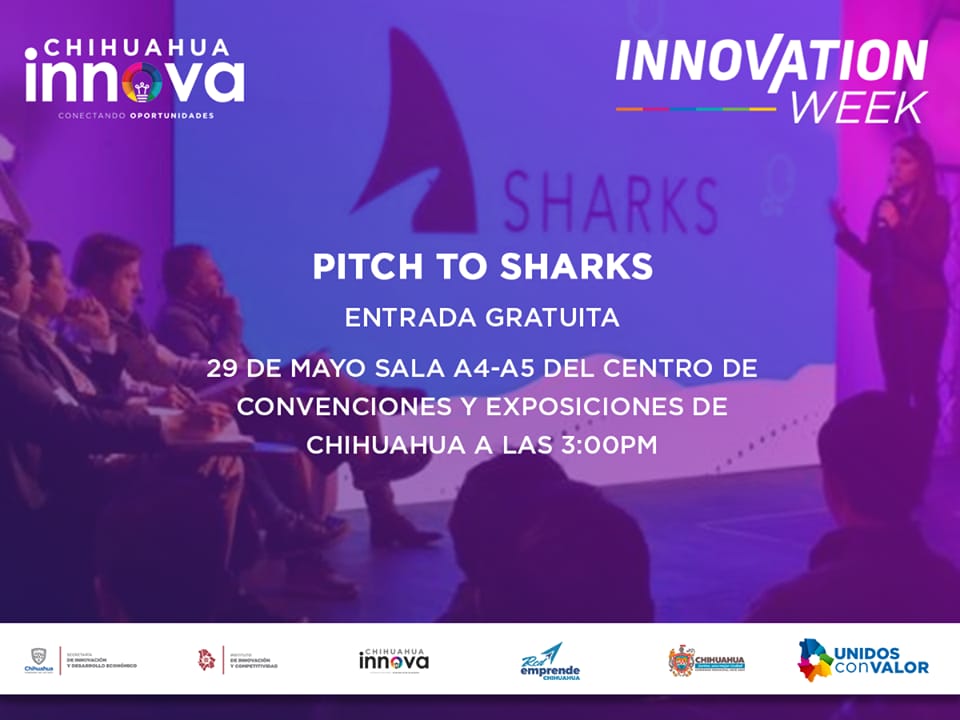 CHIHUAHUA
innova
CONECTANDO OPORTUNIDADES
INNOVATION
WEEK
SHARKS
PITCH TO SHARKS
ENTRADA GRATUITA
29 DE MAYO SALA A4-A5 DEL CENTRO DE
CONVENCIONES Y EXPOSICIONES DE
CHIHUAHUA A LAS 3:00PM
Chihuahua
SECRETARÍA
DE INNOVACIÓN
Y DESARROLLO ECONÓMICO
INSTITUTO
DE INNOVACIÓN
Y COMPETITIVIDAD
CHIHUAHUA
innova
Red
emprende
CHIHUAHUA
CHIHUAHUA
UNIDOS
conVALOR